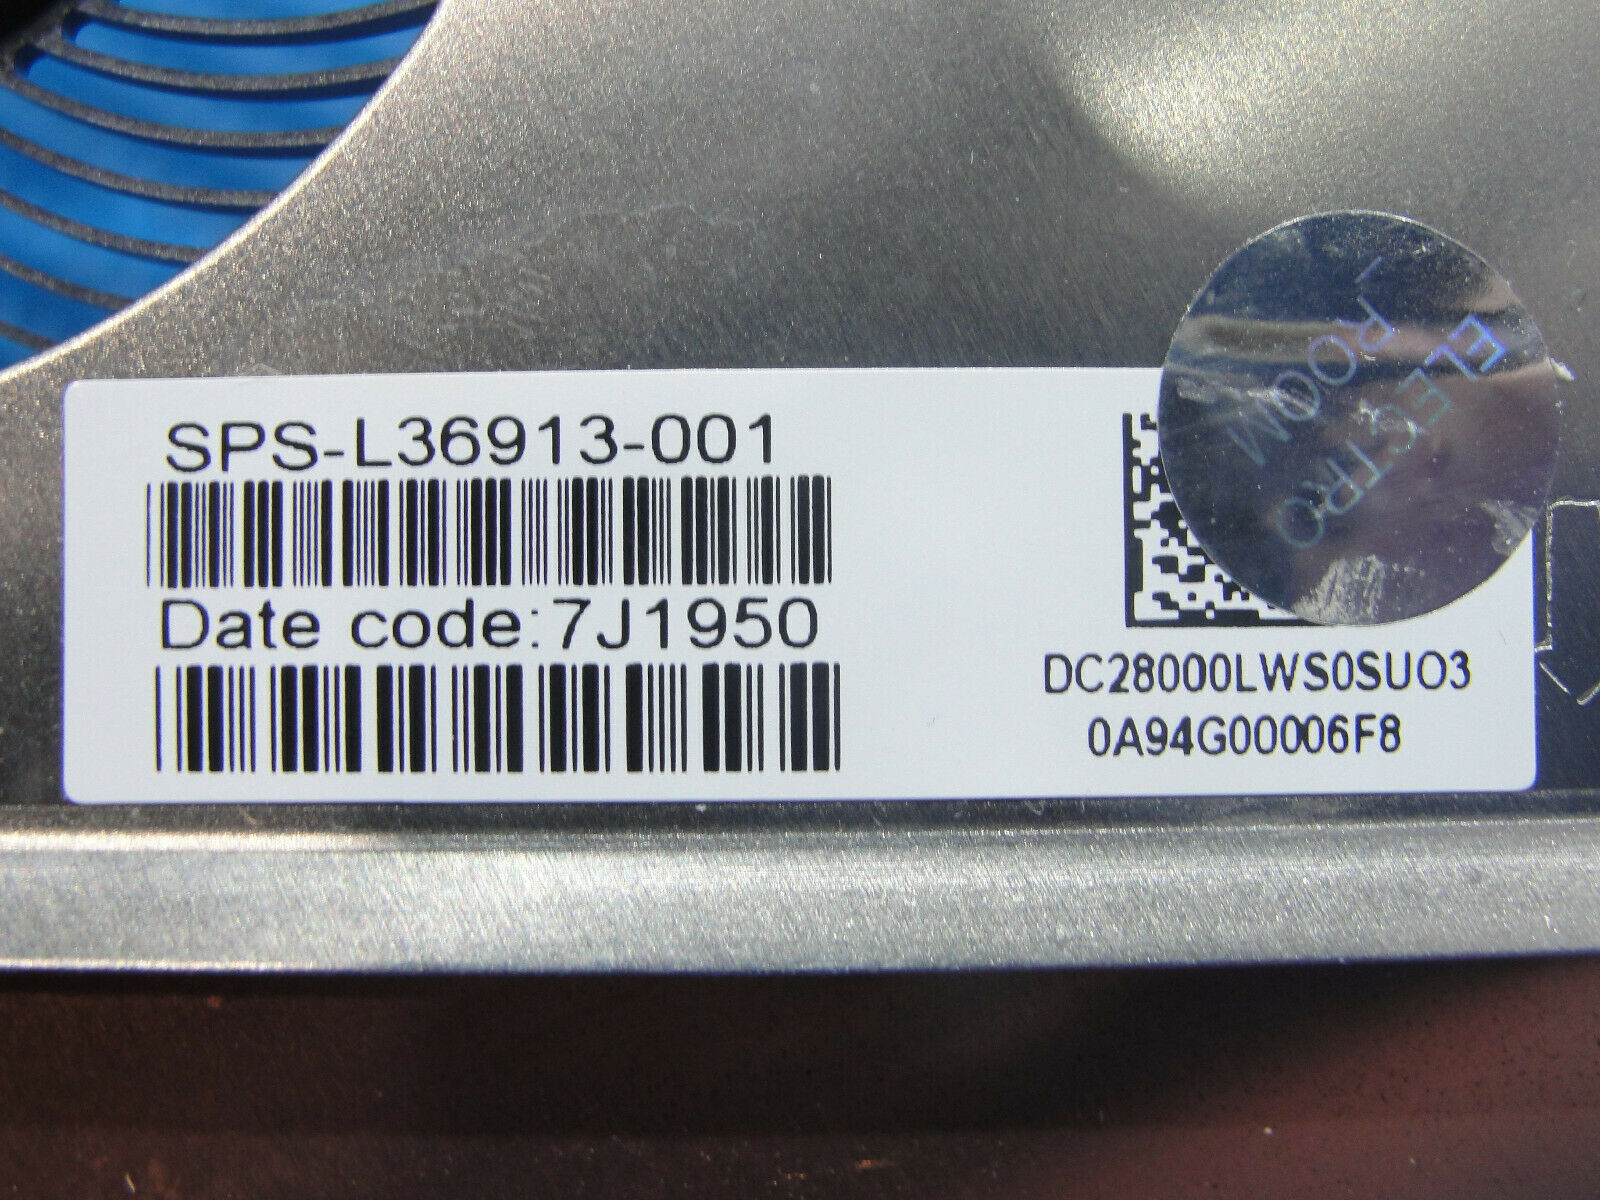 SPS-L36913-001
Date code:7J1950
DC28000LWS0SUO3
0A94G00006F8
ELECTRO
ROOM